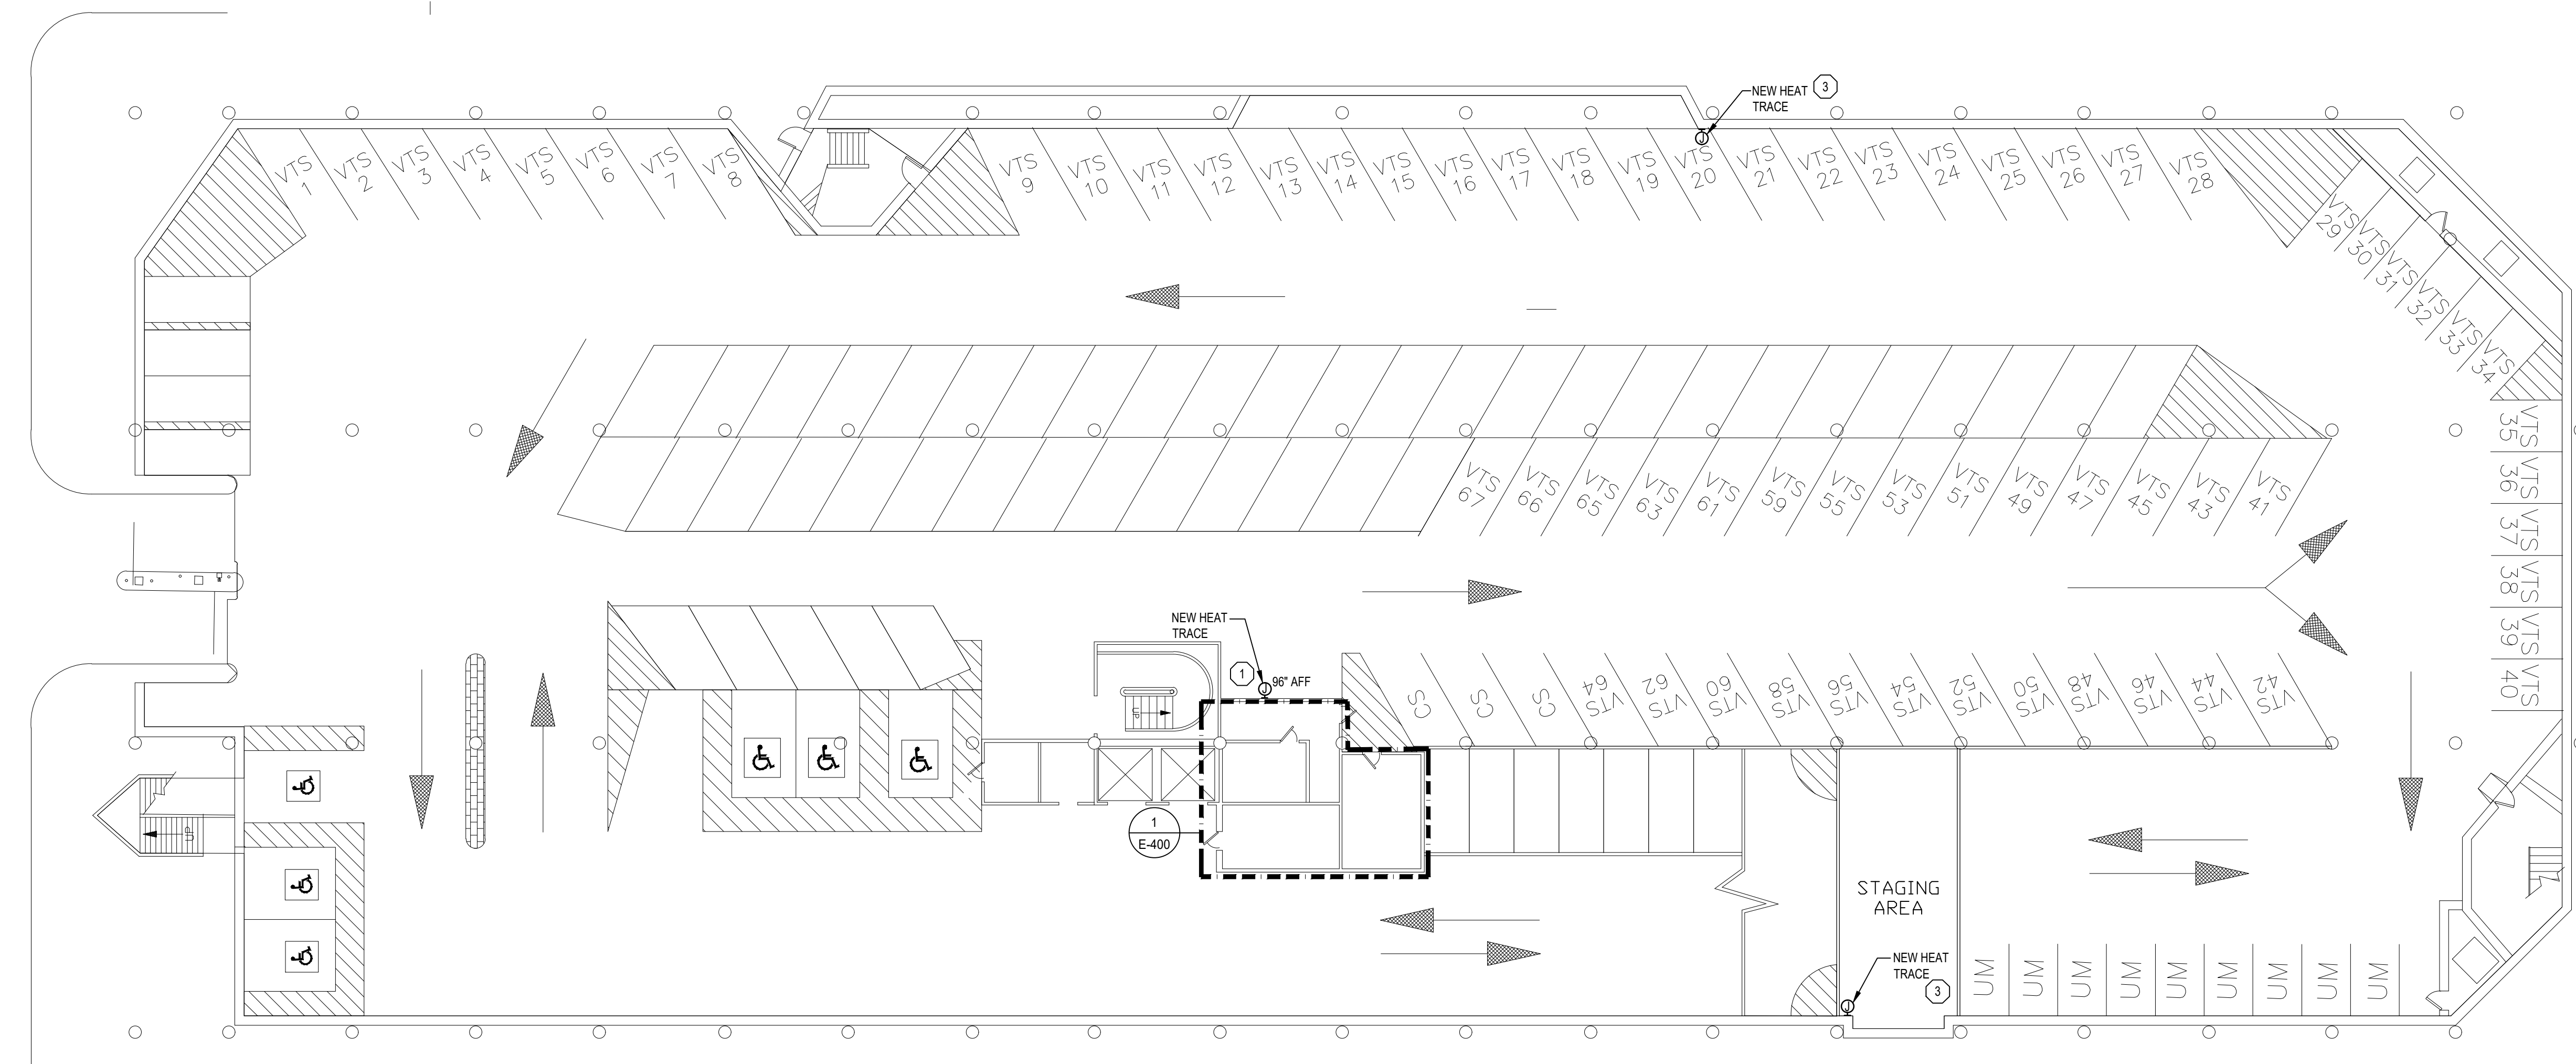 NEW HEAT
TRACE
3
VTS
1
VTS
2
VTS
3
VTS
4
VTS
5
VTS
6
VTS
7
VTS
8
VTS
9
VTS
10
VTS
11
VTS
12
VTS
13
VTS
14
VTS
15
VTS
16
VTS
17
VTS
18
VTS
19
J
VTS
20
VTS
21
VTS
22
VTS
23
VTS
24
VTS
25
VTS
26
VTS
27
VTS
28
VTS
29
VTS
30
VTS
31
VTS
32
VTS
33
VTS
34
VTS
35
VTS
36
VTS
37
VTS
38
VTS
39
VTS
40
VTS
67
VTS
66
VTS
65
VTS
63
VTS
61
VTS
59
VTS
55
VTS
53
VTS
51
VTS
49
VTS
47
VTS
45
VTS
43
VTS
41
NEW HEAT
TRACE
1
J
96" AFF
UP
CS
CS
CS
VTS
64
VTS
62
VTS
60
VTS
58
VTS
56
VTS
54
VTS
52
VTS
50
VTS
48
VTS
46
VTS
44
VTS
42
UP
1
E-400
STAGING
AREA
NEW HEAT
TRACE
3
J
UM
UM
UM
UM
UM
UM
UM
UM
UM